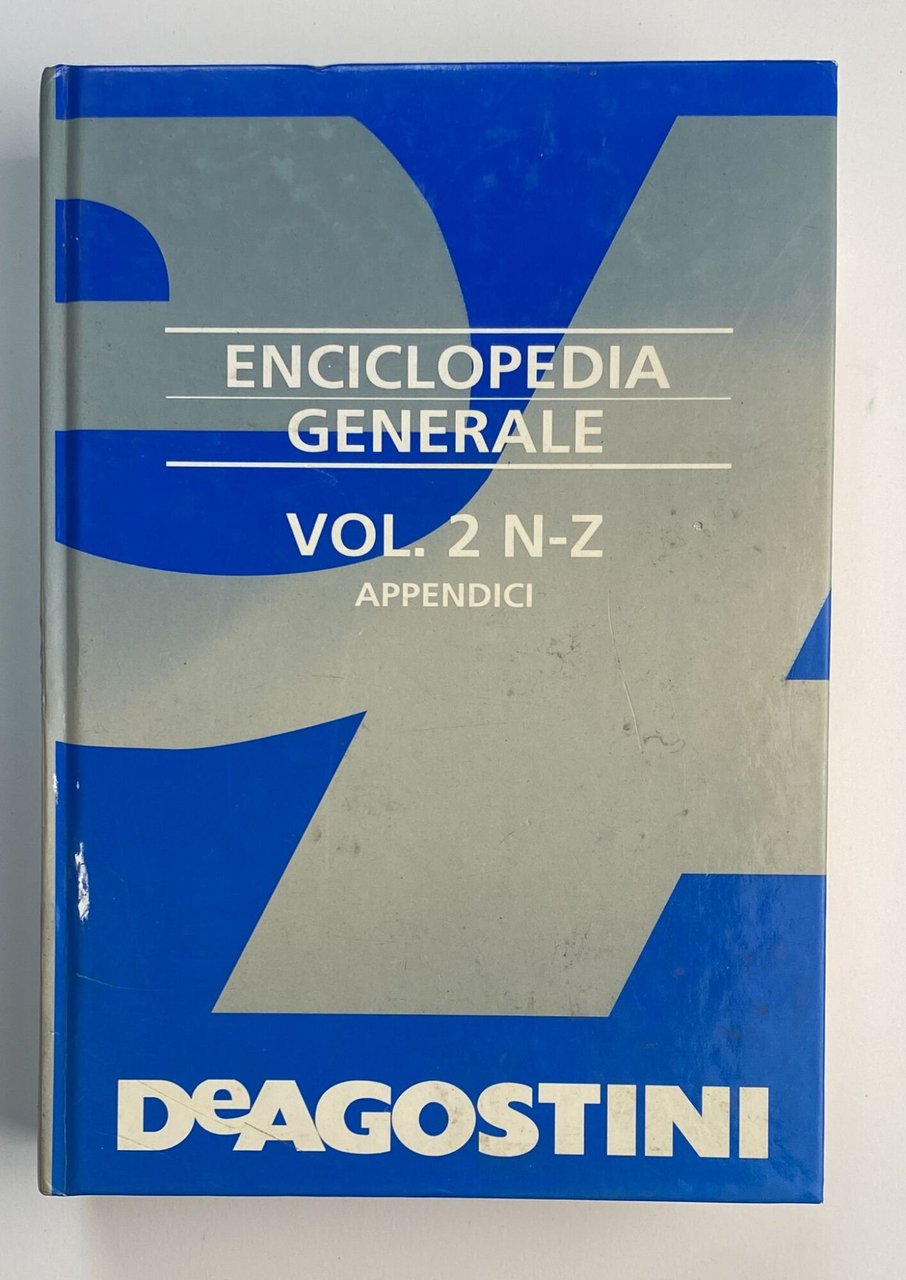 ENCICLOPEDIA
GENERALE
VOL. 2 N-Z
APPENDICI
DeAGOSTINI